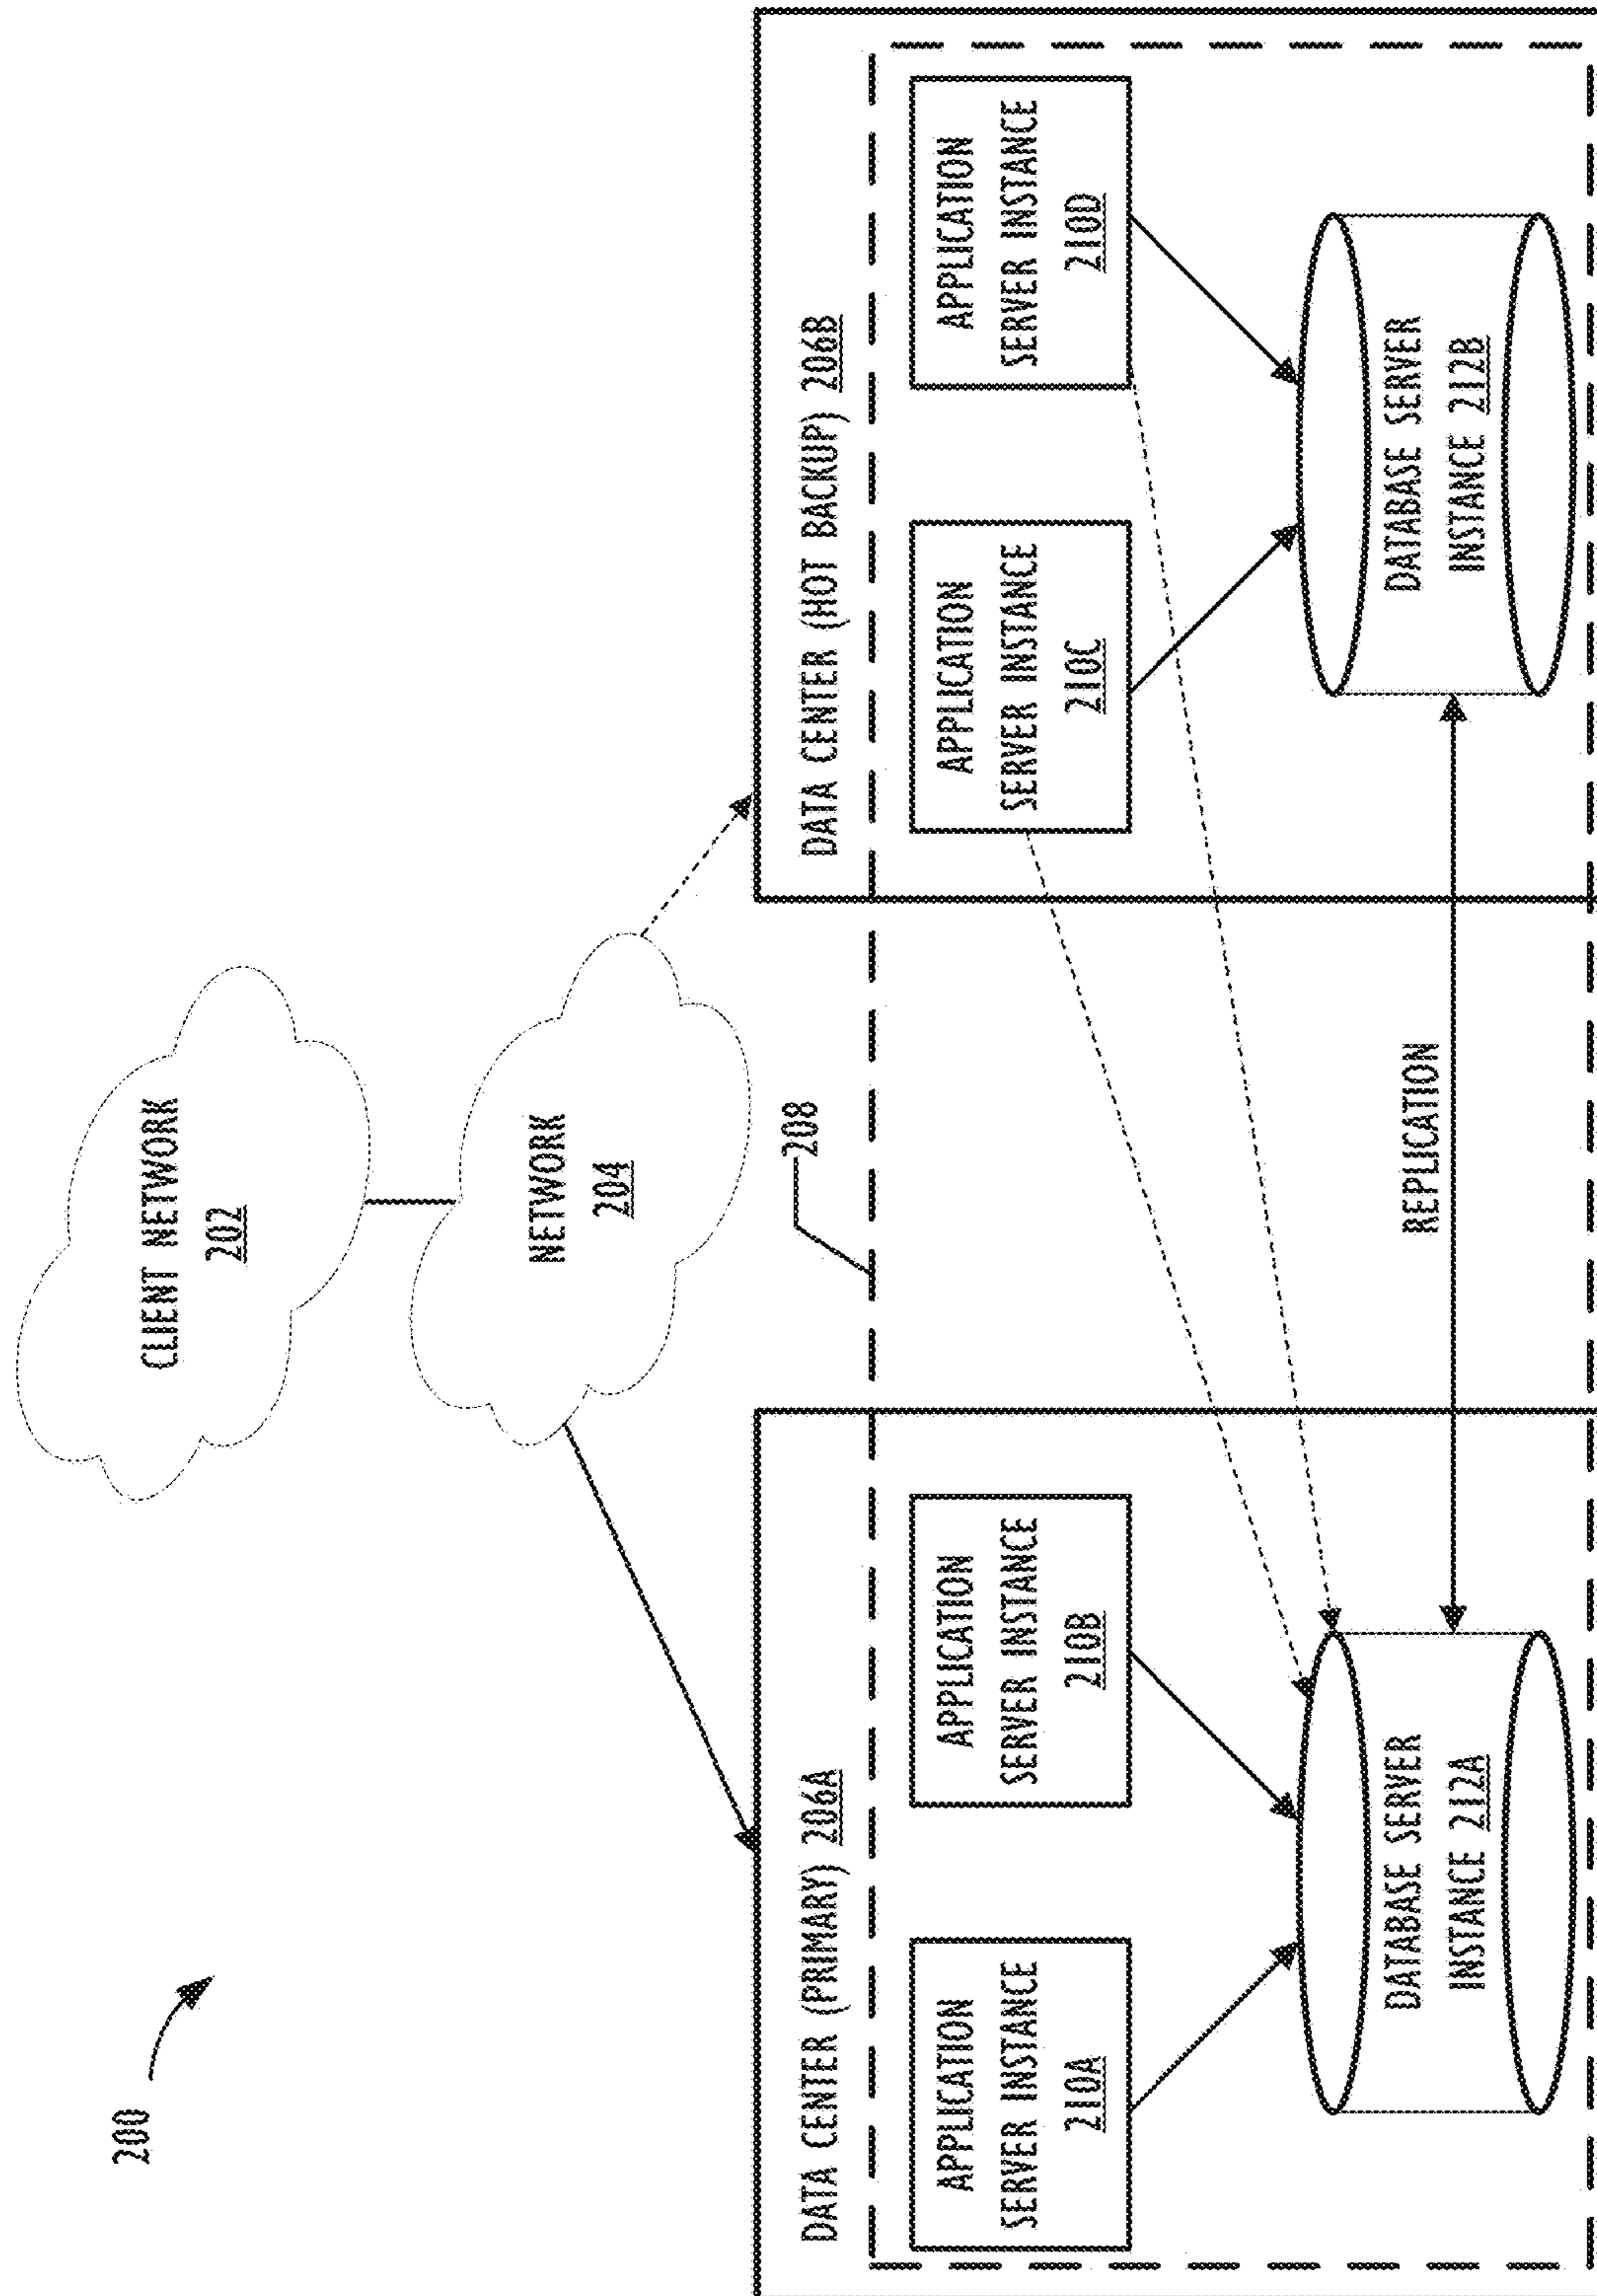 200
CLIENT NETWORK
202
NETWORK
204
208
DATA CENTER (PRIMARY) 206A
APPLICATION
SERVER INSTANCE
210A
APPLICATION
SERVER INSTANCE
210B
DATABASE SERVER
INSTANCE 212A
REPLICATION
DATA CENTER (HOT BACKUP) 206B
APPLICATION
SERVER INSTANCE
210C
APPLICATION
SERVER INSTANCE
210D
DATABASE SERVER
INSTANCE 212B